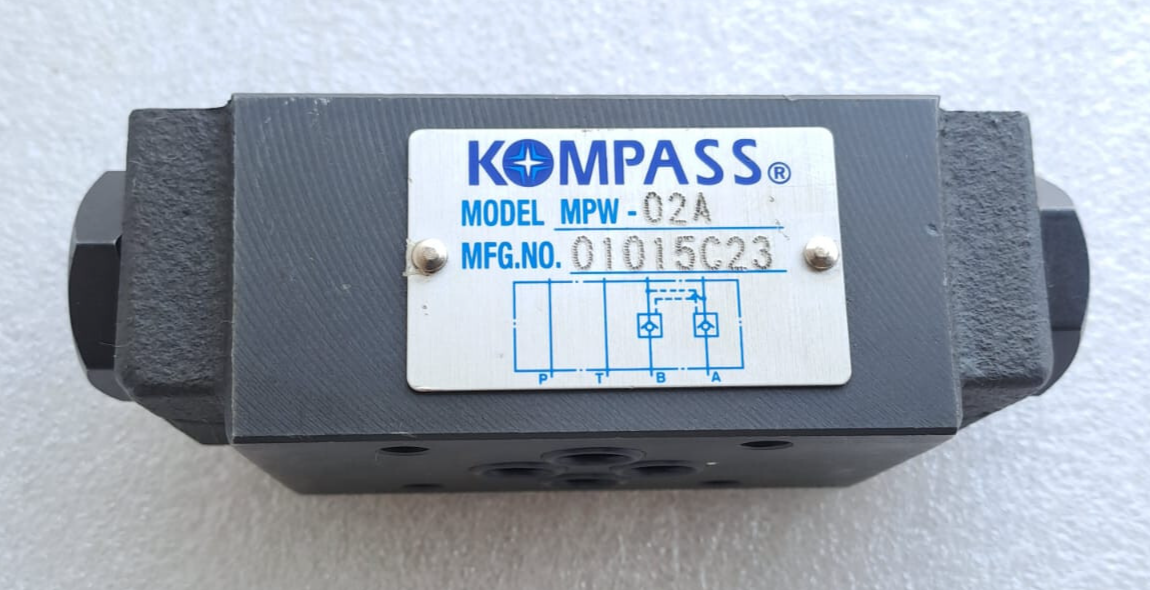 KOMPASS®
MODEL MPW - 02A
MFG.NO. 01015C23
P T B A